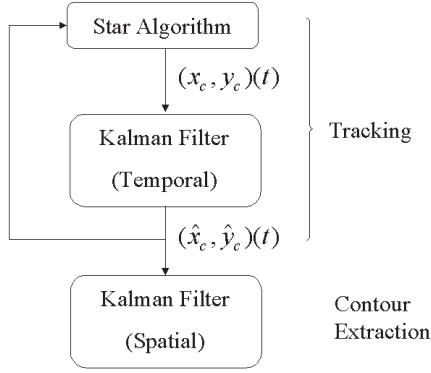 Star Algorithm
(x_c, y_c)(t)
Kalman Filter
(Temporal)
Tracking
(x̂_c, ŷ_c)(t)
Kalman Filter
(Spatial)
Contour
Extraction